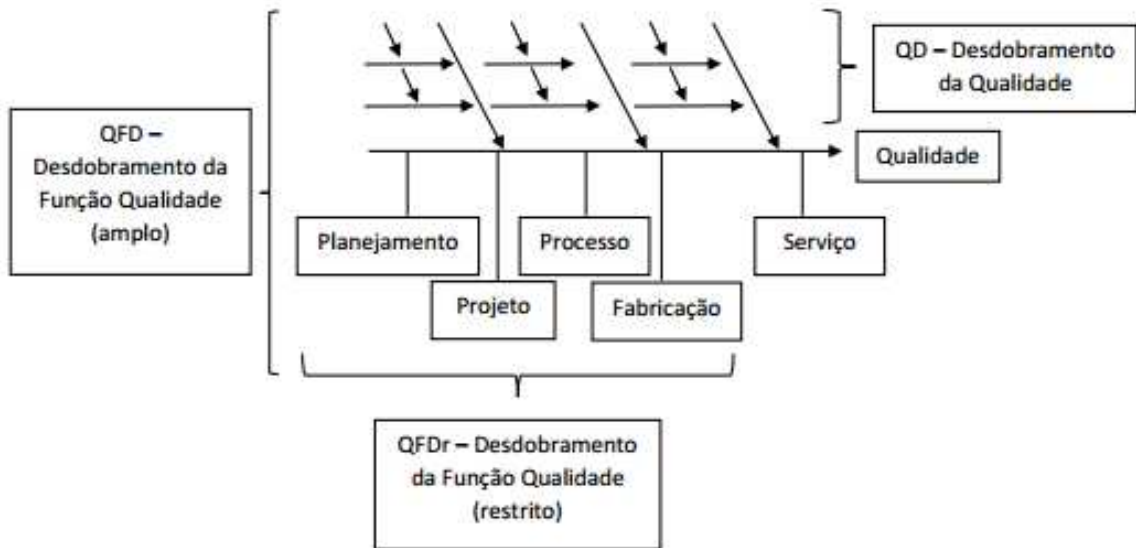 QD – Desdobramento
da Qualidade
QFD –
Desdobramento da
Função Qualidade
(amplo)
Qualidade
Planejamento
Processo
Serviço
Projeto
Fabricação
QFDr – Desdobramento
da Função Qualidade
(restrito)